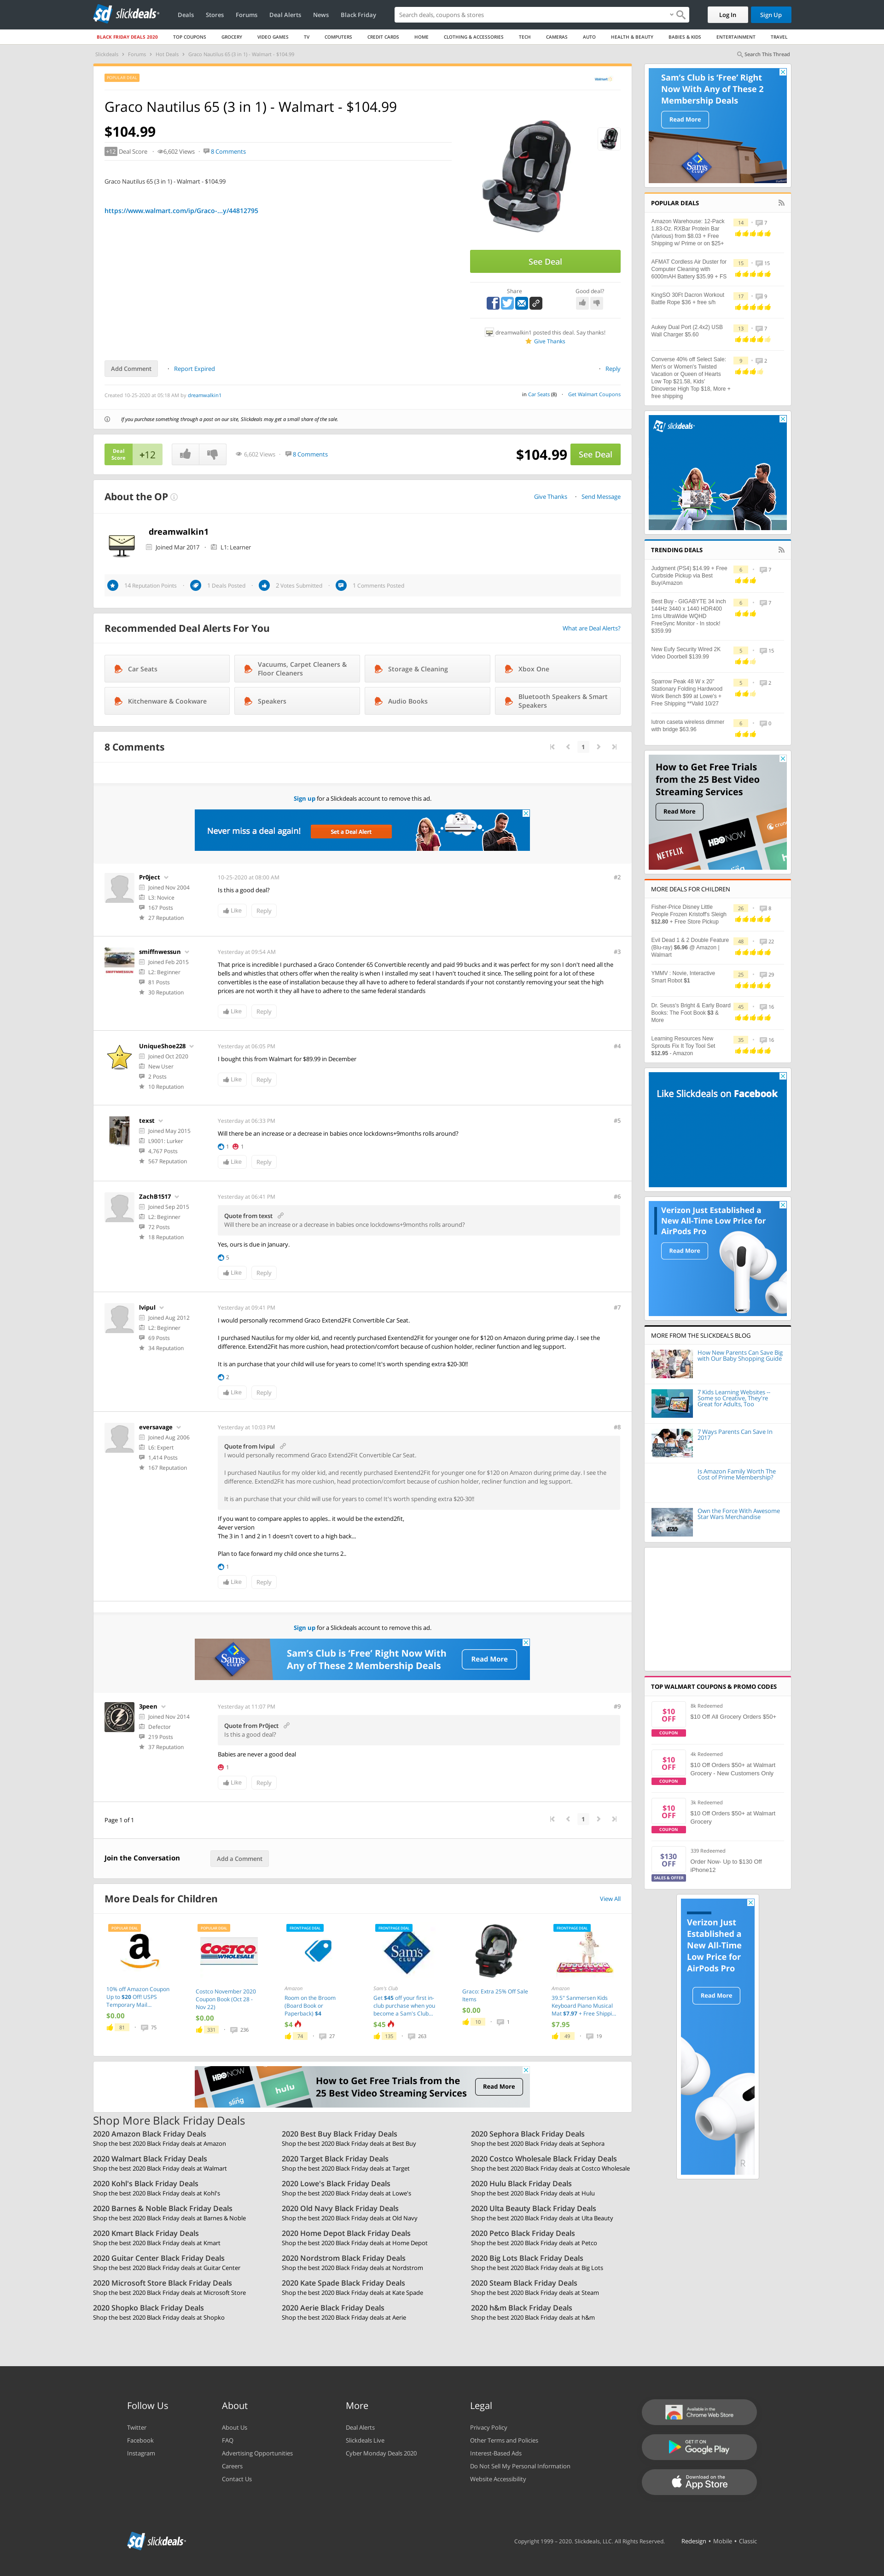 slickdeals
Deals Stores Forums Deal Alerts News Black Friday
Search deals, coupons & stores
Log In Sign Up
BLACK FRIDAY DEALS 2020 TOP COUPONS GROCERY VIDEO GAMES TV COMPUTERS CREDIT CARDS HOME CLOTHING & ACCESSORIES TECH CAMERAS AUTO HEALTH & BEAUTY BABIES & KIDS ENTERTAINMENT TRAVEL
Slickdeals > Forums > Hot Deals > Graco Nautilus 65 (3 in 1) - Walmart - $104.99
Search This Thread
POPULAR DEAL
Walmart
Graco Nautilus 65 (3 in 1) - Walmart - $104.99
$104.99
+12 Deal Score 6,602 Views 8 Comments
Graco Nautilus 65 (3 in 1) - Walmart - $104.99
https://www.walmart.com/ip/Graco-...y/44812795
See Deal
Share
Good deal?
dreamwalkin1 posted this deal. Say thanks!
Give Thanks
Add Comment Report Expired Reply
Created 10-25-2020 at 05:18 AM by dreamwalkin1
in Car Seats (8) Get Walmart Coupons
If you purchase something through a post on our site, Slickdeals may get a small share of the sale.
Deal Score +12
6,602 Views 8 Comments
$104.99 See Deal
About the OP
Give Thanks Send Message
dreamwalkin1
Joined Mar 2017 L1: Learner
14 Reputation Points 1 Deals Posted 2 Votes Submitted 1 Comments Posted
Recommended Deal Alerts For You
What are Deal Alerts?
Car Seats
Vacuums, Carpet Cleaners & Floor Cleaners
Storage & Cleaning
Xbox One
Kitchenware & Cookware
Speakers
Audio Books
Bluetooth Speakers & Smart Speakers
8 Comments
1
Sign up for a Slickdeals account to remove this ad.
Never miss a deal again! Set a Deal Alert
Pr0ject
Joined Nov 2004
L3: Novice
167 Posts
27 Reputation
10-25-2020 at 08:00 AM
#2
Is this a good deal?
Like Reply
smiffnwessun
Joined Feb 2015
L2: Beginner
81 Posts
30 Reputation
Yesterday at 09:54 AM
#3
That price is incredible I purchased a Graco Contender 65 Convertible recently and paid 99 bucks and it was perfect for my son I don't need all the
bells and whistles that others offer when the reality is when I installed my seat I haven't touched it since. The selling point for a lot of these
convertables is the ease of installation because they all have to adhere to federal standards if your not constantly removing your seat the high
prices are not worth it they all have to adhere to the same federal standards
Like Reply
UniqueShoe228
Joined Oct 2020
New User
2 Posts
10 Reputation
Yesterday at 06:05 PM
#4
I bought this from Walmart for $89.99 in December
Like Reply
texst
Joined May 2015
L9001: Lurker
4,767 Posts
567 Reputation
Yesterday at 06:33 PM
#5
Will there be an increase or a decrease in babies once lockdowns+9months rolls around?
1 1
Like Reply
ZachB1517
Joined Sep 2015
L2: Beginner
72 Posts
18 Reputation
Yesterday at 06:41 PM
#6
Quote from texst
Will there be an increase or a decrease in babies once lockdowns+9months rolls around?
Yes, ours is due in January.
5
Like Reply
lvipul
Joined Aug 2012
L2: Beginner
69 Posts
34 Reputation
Yesterday at 09:41 PM
#7
I would personally recommend Graco Extend2Fit Convertible Car Seat.
I purchased Nautilus for my older kid, and recently purchased Exentend2Fit for younger one for $120 on Amazon during prime day. I see the
difference. Extend2Fit has more cushion, head protection/comfort because of cushion holder, recliner function and leg support.
It is an purchase that your child will use for years to come! It's worth spending extra $20-30!!
2
Like Reply
eversavage
Joined Aug 2006
L6: Expert
1,414 Posts
167 Reputation
Yesterday at 10:03 PM
#8
Quote from lvipul
I would personally recommend Graco Extend2Fit Convertible Car Seat.
I purchased Nautilus for my older kid, and recently purchased Exentend2Fit for younger one for $120 on Amazon during prime day. I see the
difference. Extend2Fit has more cushion, head protection/comfort because of cushion holder, recliner function and leg support.
It is an purchase that your child will use for years to come! It's worth spending extra $20-30!!
If you want to compare apples to apples.. it would be the extend2fit,
4ever version
The 3 in 1 and 2 in 1 doesn't covert to a high back...
Plan to face forward my child once she turns 2..
1
Like Reply
Sign up for a Slickdeals account to remove this ad.
Sam's Club is 'Free' Right Now With
Any of These 2 Membership Deals
Read More
3peen
Joined Nov 2014
Defector
219 Posts
37 Reputation
Yesterday at 11:07 PM
#9
Quote from Pr0ject
Is this a good deal?
Babies are never a good deal
1
Like Reply
Page 1 of 1
1
Join the Conversation Add a Comment
More Deals for Children
View All
POPULAR DEAL
10% off Amazon Coupon
Up to $20 Off! USPS
Temporary Mail...
$0.00
81 75
POPULAR DEAL
COSTCO WHOLESALE
Costco November 2020
Coupon Book (Oct 28 -
Nov 22)
$0.00
331 236
FRONTPAGE DEAL
Amazon
Room on the Broom
(Board Book or
Paperback) $4
$4
74 27
FRONTPAGE DEAL
Sam's Club
Get $45 off your first in-
club purchase when you
become a Sam's Club...
$45
135 263
Graco: Extra 25% Off Sale
Items
$0.00
10 1
FRONTPAGE DEAL
Amazon
39.5" Sanmersen Kids
Keyboard Piano Musical
Mat $7.97 + Free Shippi...
$7.95
49 19
HBO NOW sling hulu
How to Get Free Trials from the
25 Best Video Streaming Services
Read More
Shop More Black Friday Deals
2020 Amazon Black Friday Deals
Shop the best 2020 Black Friday deals at Amazon
2020 Best Buy Black Friday Deals
Shop the best 2020 Black Friday deals at Best Buy
2020 Sephora Black Friday Deals
Shop the best 2020 Black Friday deals at Sephora
2020 Walmart Black Friday Deals
Shop the best 2020 Black Friday deals at Walmart
2020 Target Black Friday Deals
Shop the best 2020 Black Friday deals at Target
2020 Costco Wholesale Black Friday Deals
Shop the best 2020 Black Friday deals at Costco Wholesale
2020 Kohl's Black Friday Deals
Shop the best 2020 Black Friday deals at Kohl's
2020 Lowe's Black Friday Deals
Shop the best 2020 Black Friday deals at Lowe's
2020 Hulu Black Friday Deals
Shop the best 2020 Black Friday deals at Hulu
2020 Barnes & Noble Black Friday Deals
Shop the best 2020 Black Friday deals at Barnes & Noble
2020 Old Navy Black Friday Deals
Shop the best 2020 Black Friday deals at Old Navy
2020 Ulta Beauty Black Friday Deals
Shop the best 2020 Black Friday deals at Ulta Beauty
2020 Kmart Black Friday Deals
Shop the best 2020 Black Friday deals at Kmart
2020 Home Depot Black Friday Deals
Shop the best 2020 Black Friday deals at Home Depot
2020 Petco Black Friday Deals
Shop the best 2020 Black Friday deals at Petco
2020 Guitar Center Black Friday Deals
Shop the best 2020 Black Friday deals at Guitar Center
2020 Nordstrom Black Friday Deals
Shop the best 2020 Black Friday deals at Nordstrom
2020 Big Lots Black Friday Deals
Shop the best 2020 Black Friday deals at Big Lots
2020 Microsoft Store Black Friday Deals
Shop the best 2020 Black Friday deals at Microsoft Store
2020 Kate Spade Black Friday Deals
Shop the best 2020 Black Friday deals at Kate Spade
2020 Steam Black Friday Deals
Shop the best 2020 Black Friday deals at Steam
2020 Shopko Black Friday Deals
Shop the best 2020 Black Friday deals at Shopko
2020 Aerie Black Friday Deals
Shop the best 2020 Black Friday deals at Aerie
2020 h&m Black Friday Deals
Shop the best 2020 Black Friday deals at h&m
Sam's Club is 'Free' Right
Now With Any of These 2
Membership Deals
Read More
POPULAR DEALS
Amazon Warehouse: 12-Pack
1.83-Oz. RXBar Protein Bar
(Various) from $8.03 + Free
Shipping w/ Prime or on $25+
14 7
AFMAT Cordless Air Duster for
Computer Cleaning with
6000mAH Battery $35.99 + FS
15 15
KingSO 30Ft Dacron Workout
Battle Rope $36 + free s/h
17 9
Aukey Dual Port (2.4x2) USB
Wall Charger $5.60
13 7
Converse 40% off Select Sale:
Men's or Women's Twisted
Vacation or Queen of Hearts
Low Top $21.58, Kids'
Dinoverse High Top $18, More +
free shipping
9 2
slickdeals
TRENDING DEALS
Judgment (PS4) $14.99 + Free
Curbside Pickup via Best
Buy/Amazon
6 7
Best Buy - GIGABYTE 34 inch
144Hz 3440 x 1440 HDR400
1ms UltraWide WQHD
FreeSync Monitor - In stock!
$359.99
6 7
New Eufy Security Wired 2K
Video Doorbell $139.99
5 15
Sparrow Peak 48 W x 20"
Stationary Folding Hardwood
Work Bench $99 at Lowe's +
Free Shipping **Valid 10/27
5 2
lutron caseta wireless dimmer
with bridge $63.96
6 0
How to Get Free Trials
from the 25 Best Video
Streaming Services
Read More
NETFLIX HBO NOW
MORE DEALS FOR CHILDREN
Fisher-Price Disney Little
People Frozen Kristoff's Sleigh
$12.80 + Free Store Pickup
26 8
Evil Dead 1 & 2 Double Feature
(Blu-ray) $6.96 @ Amazon |
Walmart
48 22
YMMV : Novie, Interactive
Smart Robot $1
25 29
Dr. Seuss's Bright & Early Board
Books: The Foot Book $3 &
More
45 16
Learning Resources New
Sprouts Fix It Toy Tool Set
$12.95 - Amazon
35 16
Like Slickdeals on Facebook
Verizon Just Established a
New All-Time Low Price for
AirPods Pro
Read More
MORE FROM THE SLICKDEALS BLOG
How New Parents Can Save Big
with Our Baby Shopping Guide
7 Kids Learning Websites --
Some so Creative, They're
Great for Adults, Too
7 Ways Parents Can Save In
2017
Is Amazon Family Worth The
Cost of Prime Membership?
Own the Force With Awesome
Star Wars Merchandise
TOP WALMART COUPONS & PROMO CODES
$10 OFF COUPON
8k Redeemed
$10 Off All Grocery Orders $50+
$10 OFF COUPON
4k Redeemed
$10 Off Orders $50+ at Walmart
Grocery - New Customers Only
$10 OFF COUPON
3k Redeemed
$10 Off Orders $50+ at Walmart
Grocery
$130 OFF SALES & OFFER
339 Redeemed
Order Now- Up to $130 Off
iPhone12
Verizon Just
Established a
New All-Time
Low Price for
AirPods Pro
Read More
Follow Us
Twitter
Facebook
Instagram
About
About Us
FAQ
Advertising Opportunities
Careers
Contact Us
More
Deal Alerts
Slickdeals Live
Cyber Monday Deals 2020
Legal
Privacy Policy
Other Terms and Policies
Interest-Based Ads
Do Not Sell My Personal Information
Website Accessibility
Available in the
Chrome Web Store
GET IT ON
Google Play
Download on the
App Store
slickdeals
Copyright 1999 - 2020. Slickdeals, LLC. All Rights Reserved. Redesign • Mobile • Classic